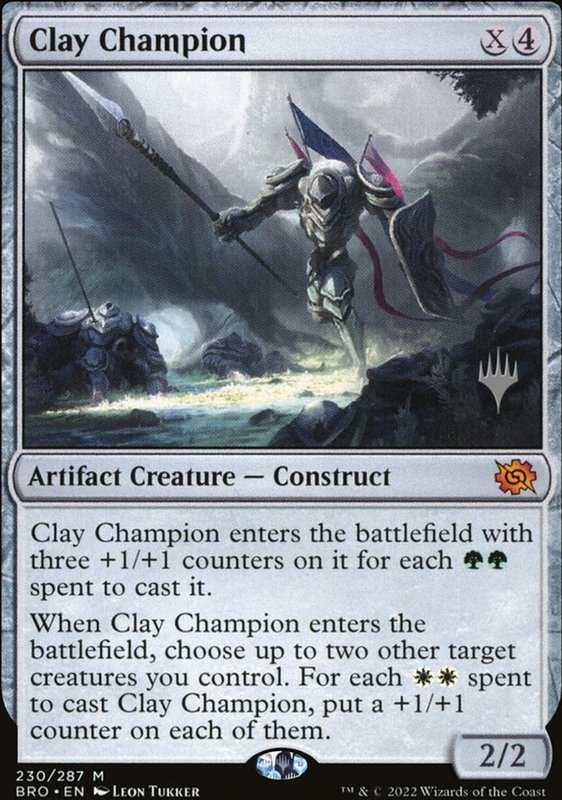 Clay Champion X 4
Artifact Creature — Construct
Clay Champion enters the battlefield with
three +1/+1 counters on it for each
spent to cast it.
When Clay Champion enters the
battlefield, choose up to two other target
creatures you control. For each spent
to cast Clay Champion, put a +1/+1
counter on each of them.
2/2
230/287 M
BRO • EN Leon Tukker
™ & © 2022 Wizards of the Coast